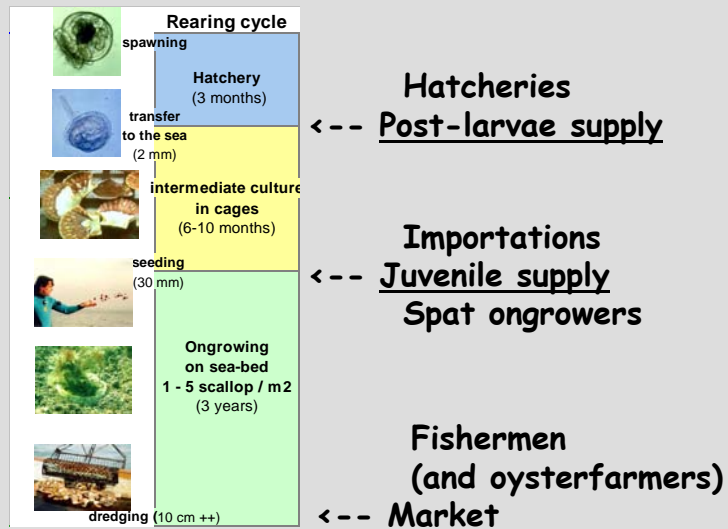 Rearing cycle
spawning
Hatchery
(3 months)
transfer
to the sea
(2 mm)
intermediate culture
in cages
(6-10 months)
seeding
(30 mm)
Ongrowing
on sea-bed
1 - 5 scallop / m2
(3 years)
dredging (10 cm ++)
Hatcheries
<-- Post-larvae supply
Importations
<-- Juvenile supply
Spat ongrowers
Fishermen
(and oysterfarmers)
<-- Market